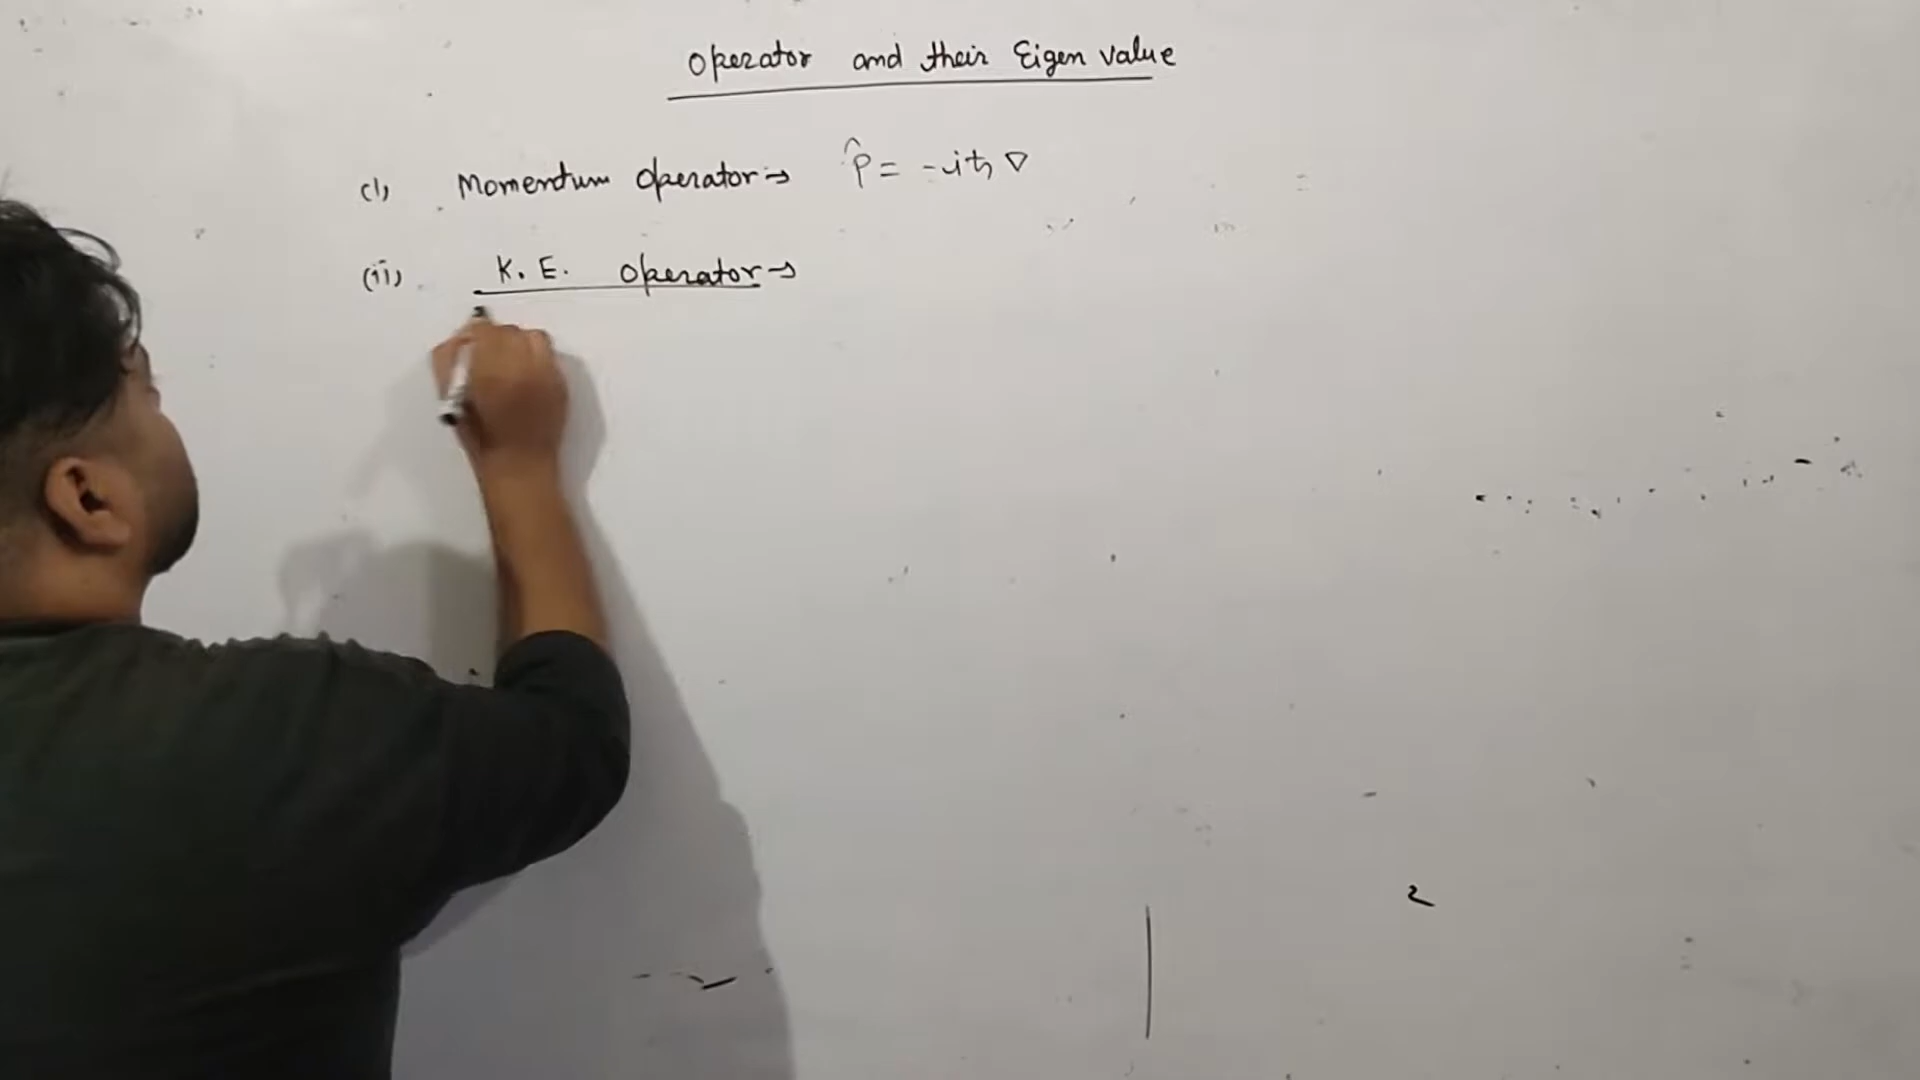 Operator and their Eigen value
(i) Momentum operator → p̂ = -iħ ∇
(ii) K. E. operator →